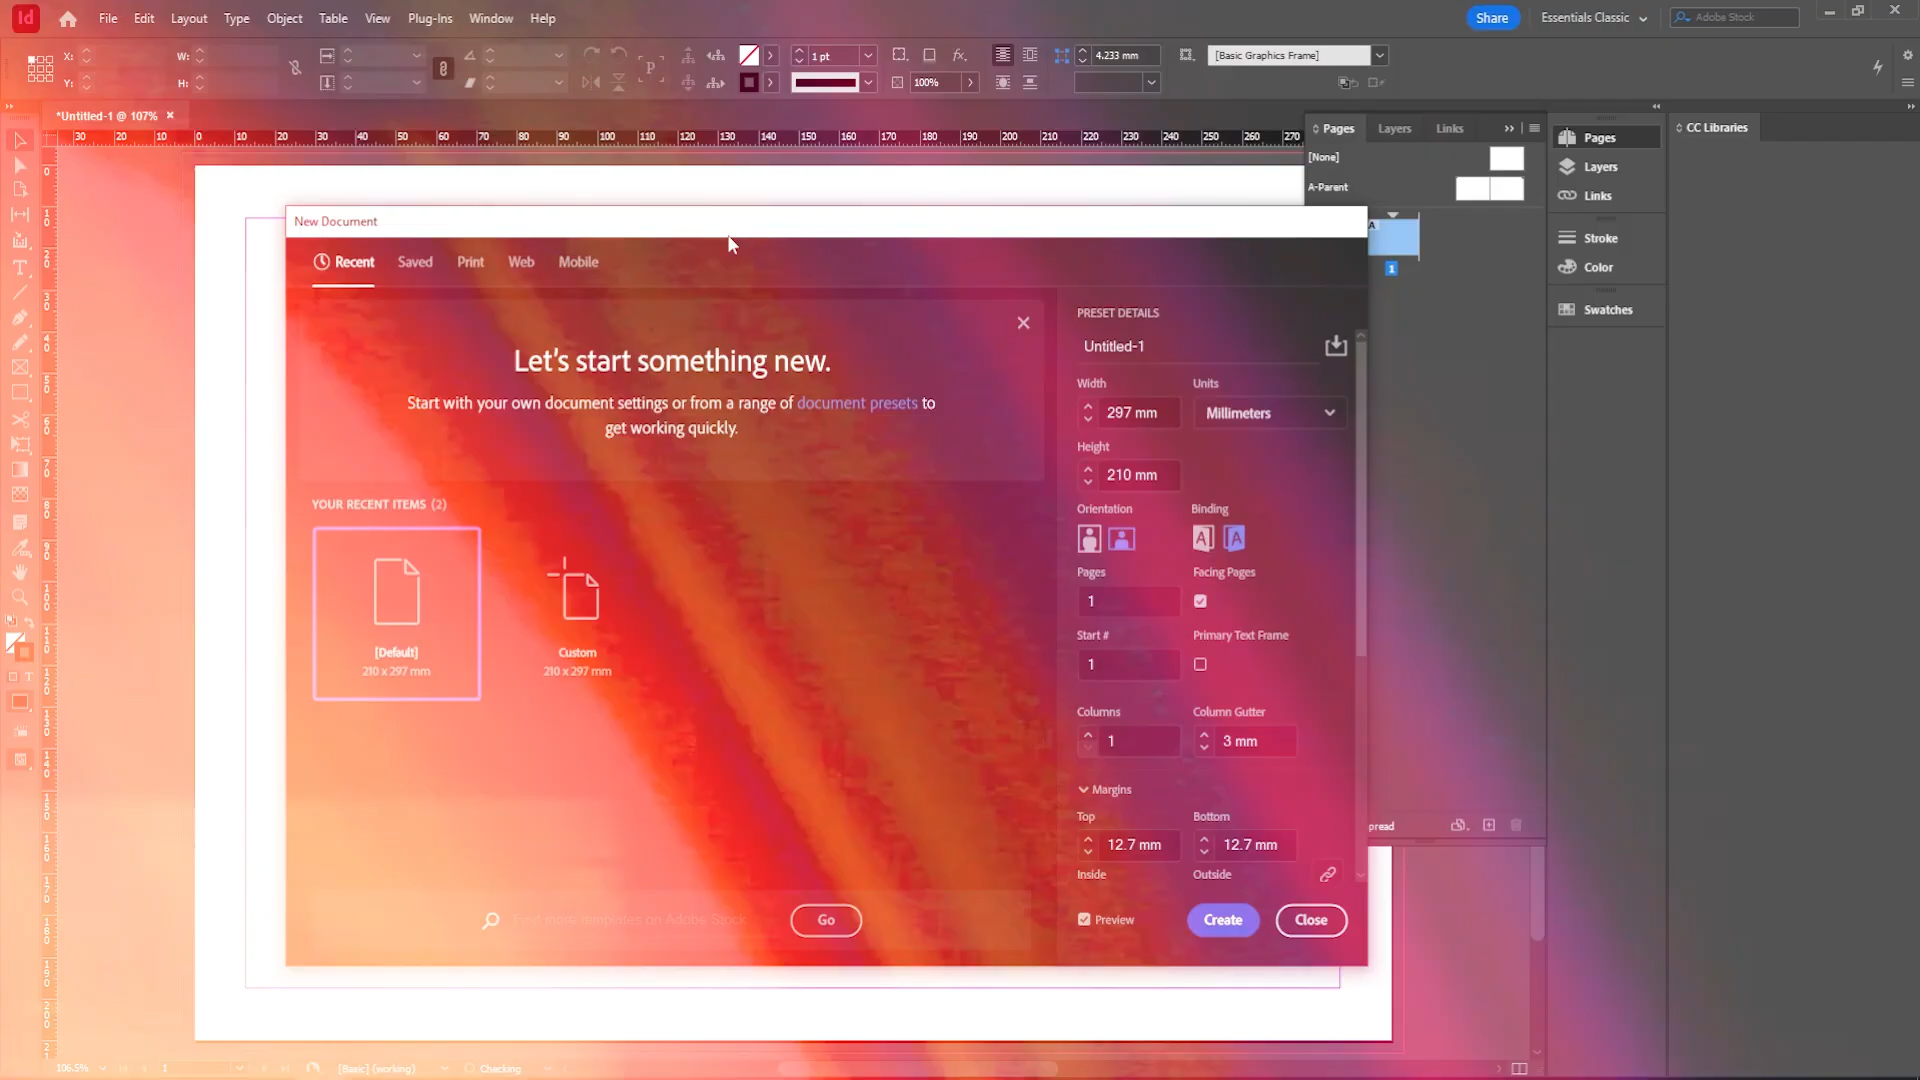 Id File Edit Layout Type Object Table View Plug-Ins Window Help Share Essentials Classic Adobe Stock
X: W: 1 pt 4.233 mm [Basic Graphics Frame]
Y: H: P 100%
*Untitled-1 @ 107%
30 20 10 0 10 20 30 40 50 60 70 80 90 100 110 120 130 140 150 160 170 180 190 200 210 220 230 240 250 260 270
Pages Layers Links
[None]
A-Parent
A
1
Pages
Layers
Links
Stroke
Color
Swatches
CC Libraries
New Document
Recent Saved Print Web Mobile
Let's start something new.
Start with your own document settings or from a range of document presets to
get working quickly.
YOUR RECENT ITEMS (2)
[Default]
210 x 297 mm
Custom
210 x 297 mm
Find more templates on Adobe Stock
Go
PRESET DETAILS
Untitled-1
Width Units
297 mm Millimeters
Height
210 mm
Orientation Binding
Pages Facing Pages
1
Start # Primary Text Frame
1
Columns Column Gutter
1 3 mm
Margins
Top Bottom
12.7 mm 12.7 mm
Inside Outside
Preview Create Close
pread
106.5% 1 [Basic] (working) Checking